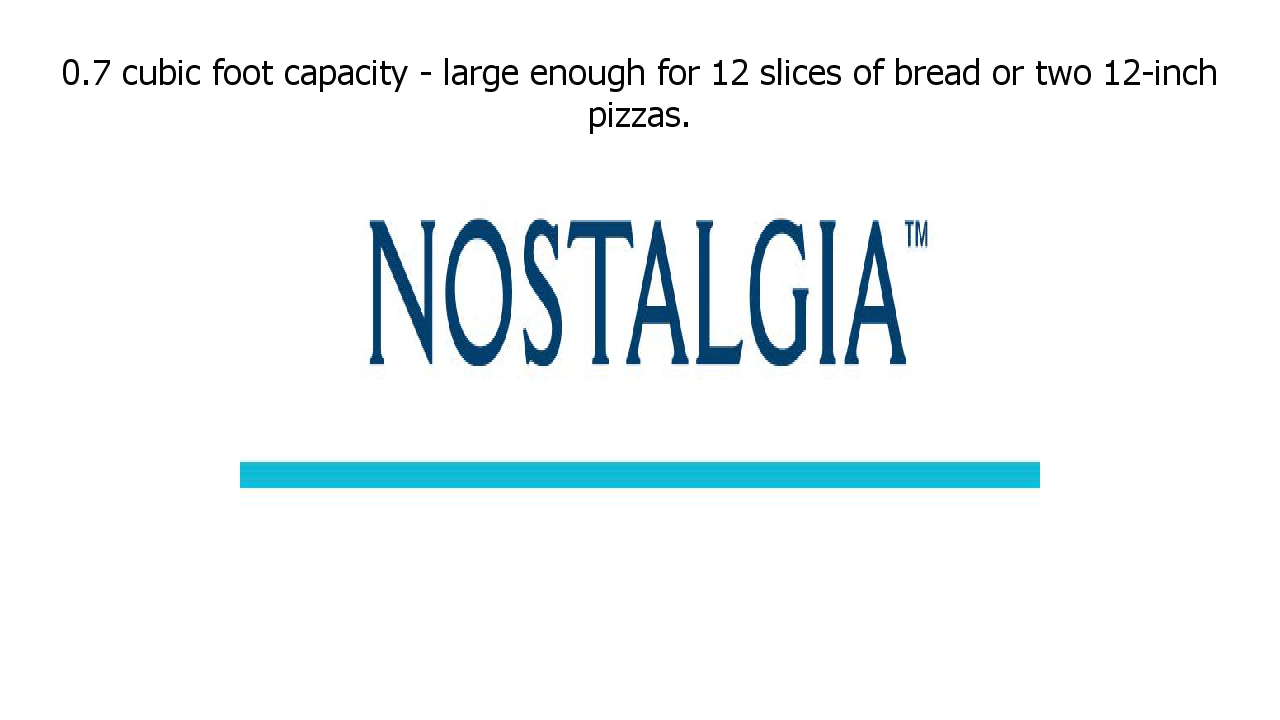 0.7 cubic foot capacity - large enough for 12 slices of bread or two 12-inch
pizzas.
NOSTALGIA™